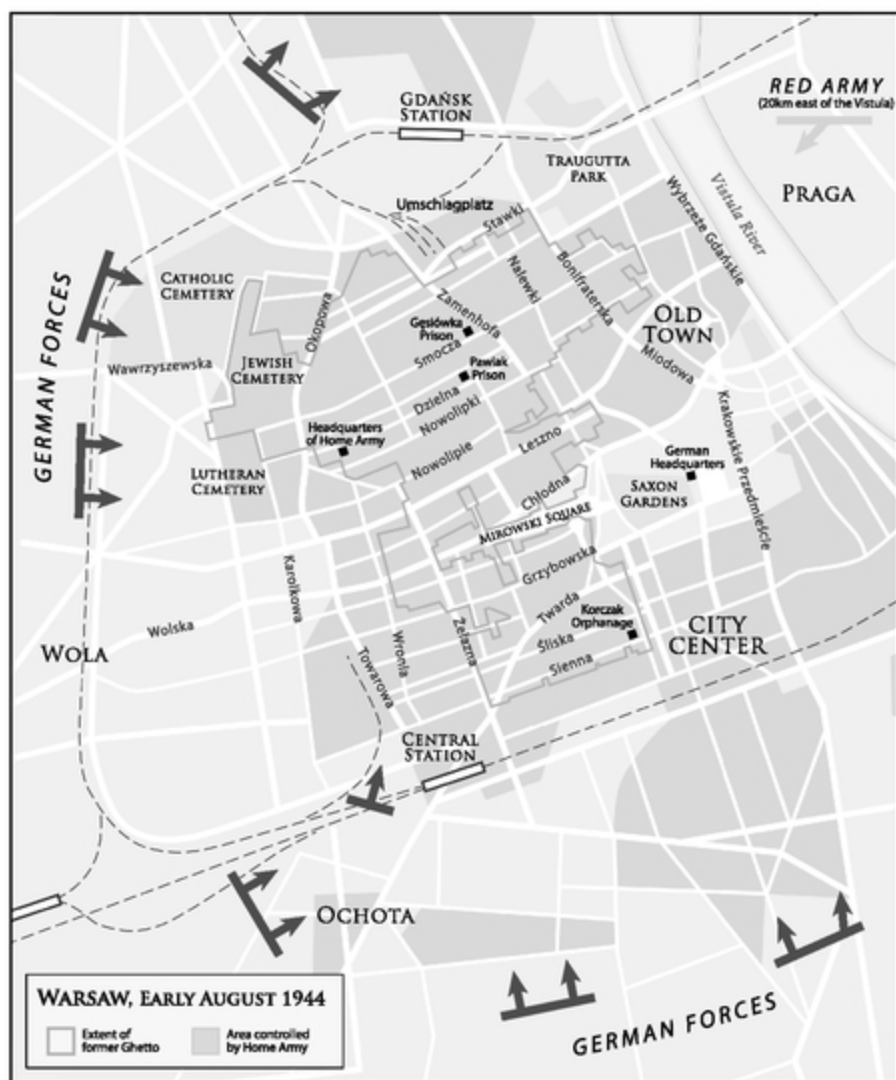 RED ARMY
(20km east of the Vistula)
GDAŃSK
STATION
TRAUGUTTA
PARK
PRAGA
Vistula River
Wybrzeże Gdańskie
Umschlagplatz
Stawki
Nalewki
Bonifraterska
CATHOLIC
CEMETERY
Okopowa
Zamenhofa
Gęsiówka
Prison
OLD
TOWN
GERMAN FORCES
Wawrzyszewska
JEWISH
CEMETERY
Smocza
Pawiak
Prison
Miodowa
Dzielna
Nowolipki
Krakowskie Przedmieście
Headquarters
of Home Army
Nowolipie
Leszno
German
Headquarters
LUTHERAN
CEMETERY
Chłodna
SAXON
GARDENS
MIROWSKI SQUARE
Karolkowa
Grzybowska
Twarda
Korczak
Orphanage
Wolska
Żelazna
Wronia
Śliska
CITY
CENTER
WOLA
Towarowa
Sienna
CENTRAL
STATION
OCHOTA
GERMAN FORCES
WARSAW, EARLY AUGUST 1944
Extent of
former Ghetto
Area controlled
by Home Army